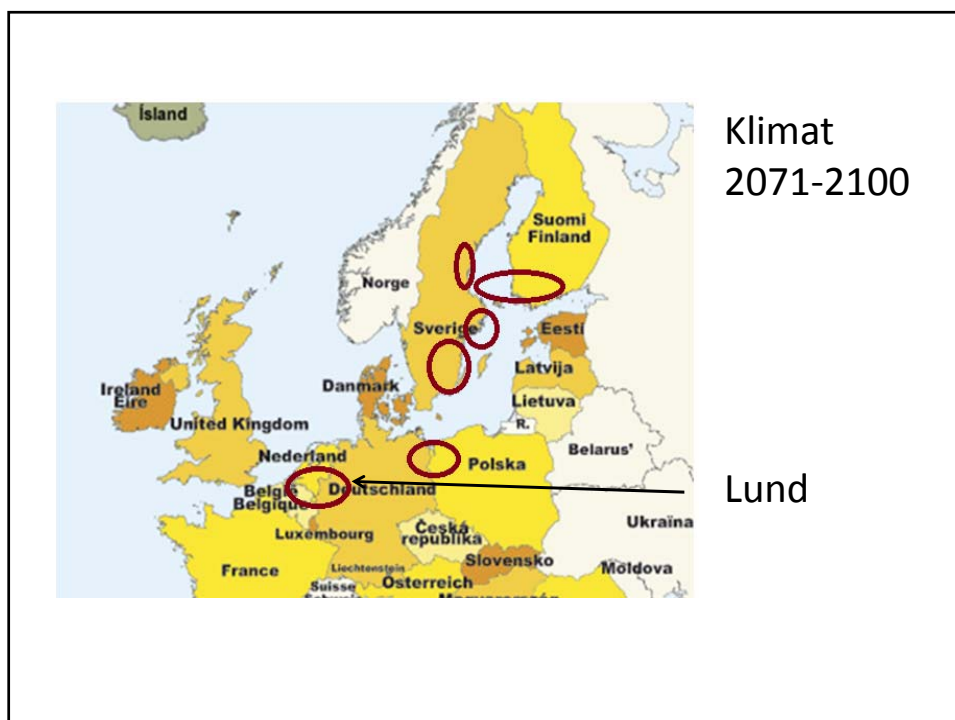 Ísland
Klimat
2071-2100
Suomi
Finland
Norge
Sverige
Eesti
Latvija
Danmark
Ireland
Eire
Lietuva
United Kingdom
R.
Belarus'
Nederland
Polska
België
Belgique
Deutschland
Lund
Ukraïna
Luxembourg
Česká
republika
Slovensko
Moldova
France
Liechtenstein
Österreich
Suisse